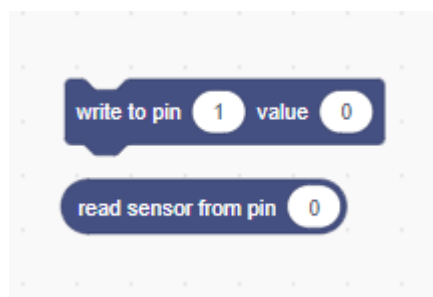 write to pin 1 value 0
read sensor from pin 0